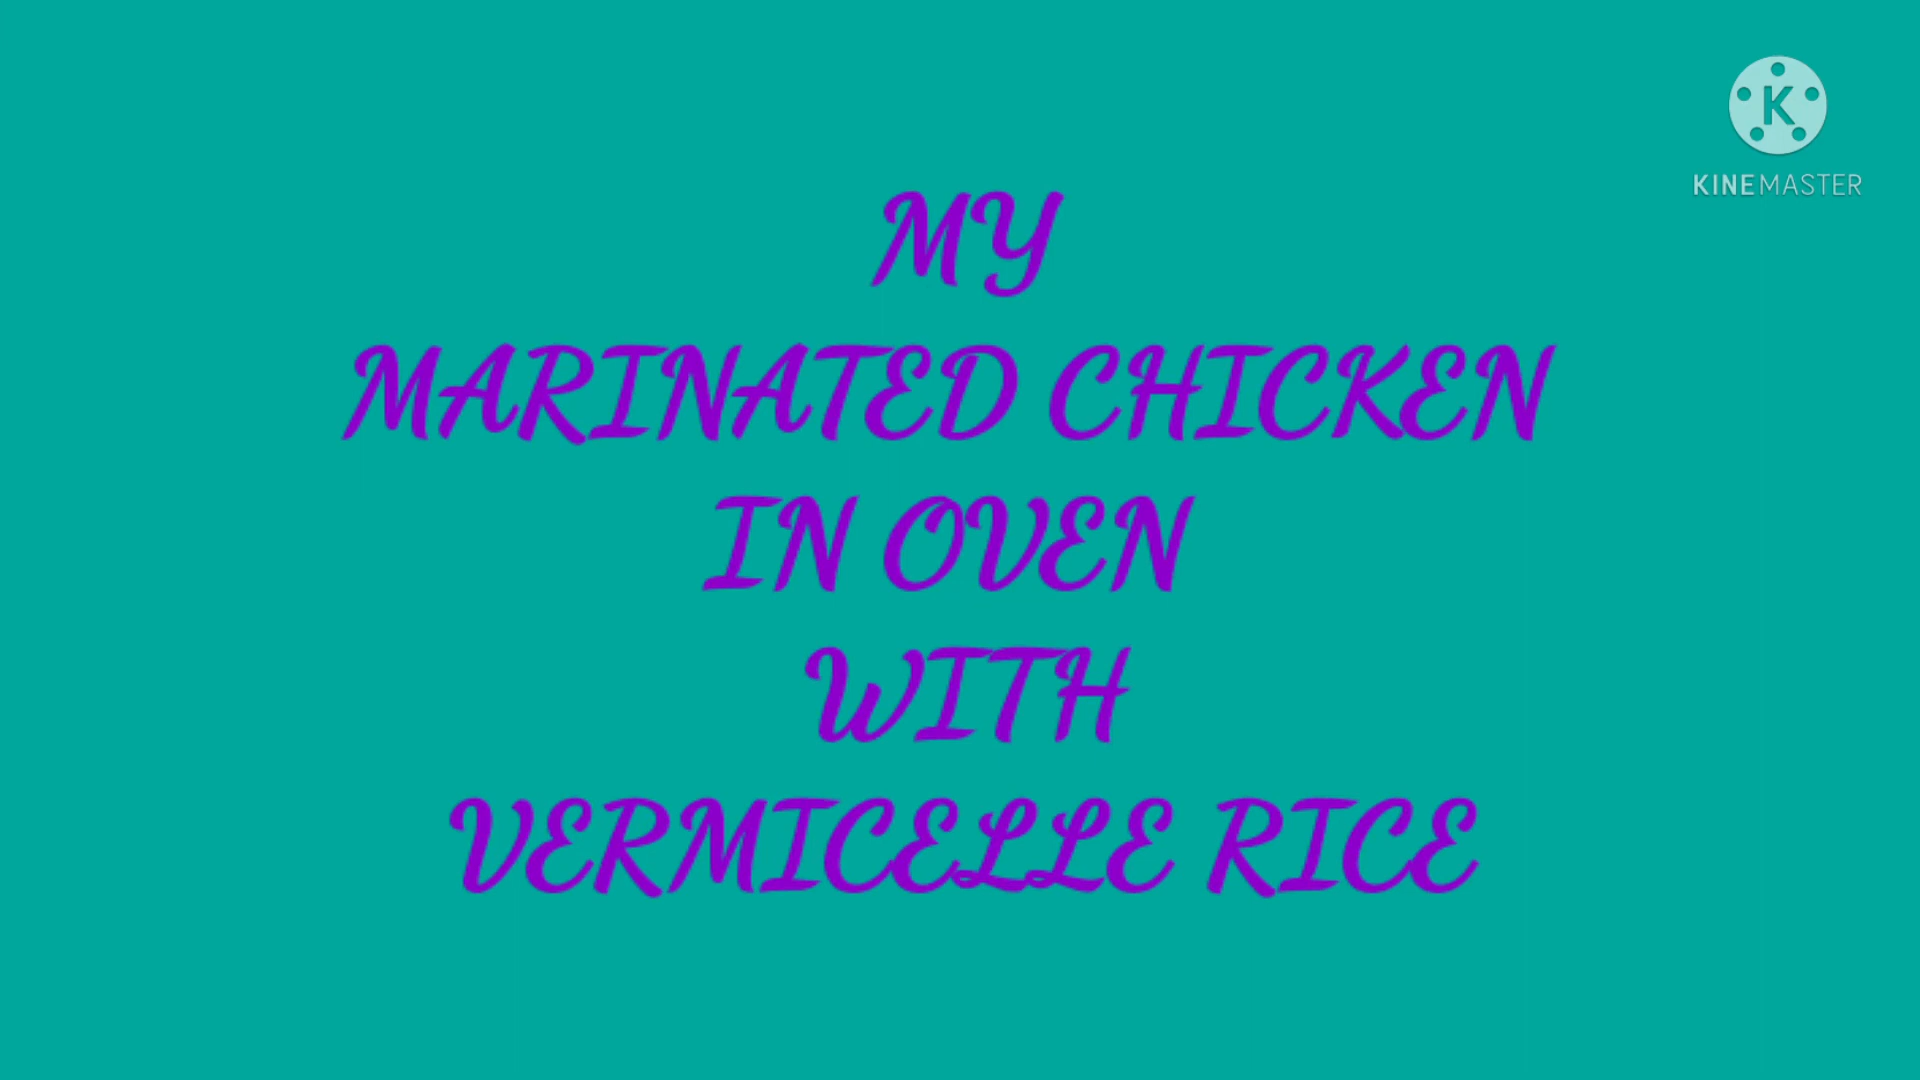 K
KINEMASTER
MY
MARINATED CHICKEN
IN OVEN
WITH
VERMICELLE RICE